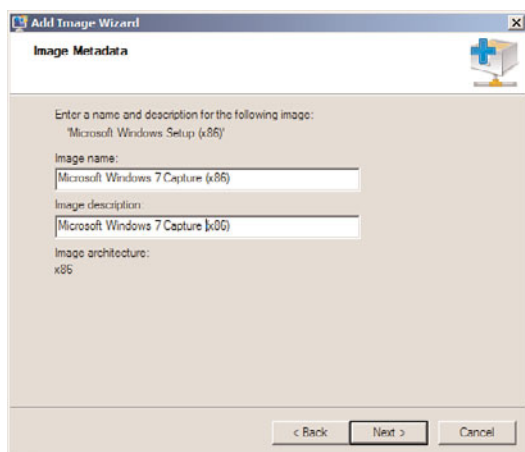 Add Image Wizard
Image Metadata
Enter a name and description for the following image:
'Microsoft Windows Setup (x86)'
Image name:
Microsoft Windows 7 Capture (x86)
Image description:
Microsoft Windows 7 Capture (x86)
Image architecture:
x86
< Back Next > Cancel